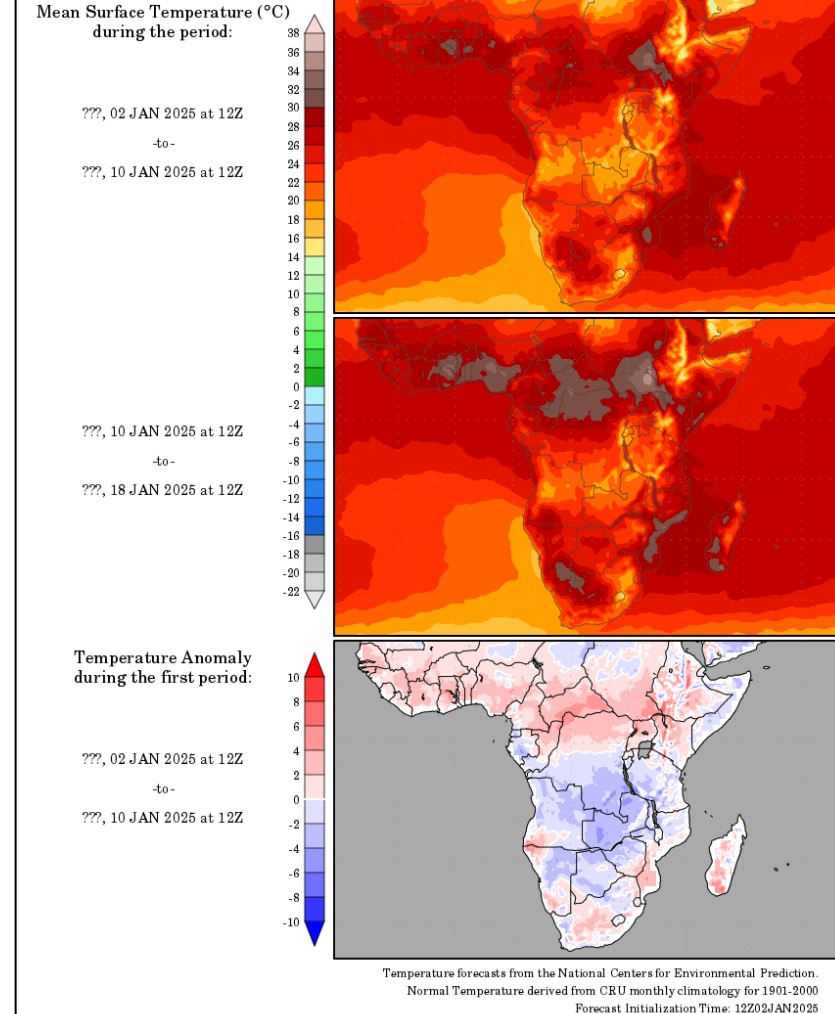 Mean Surface Temperature (°C)
during the period:
38
36
34
32
30
28
26
24
22
20
18
16
14
12
10
8
6
4
2
0
-2
-4
-6
-8
-10
-12
-14
-16
-18
-20
-22
???, 02 JAN 2025 at 12Z
-to-
???, 10 JAN 2025 at 12Z
???, 10 JAN 2025 at 12Z
-to-
???, 18 JAN 2025 at 12Z
Temperature Anomaly
during the first period:
10
8
6
4
2
0
-2
-4
-6
-8
-10
???, 02 JAN 2025 at 12Z
-to-
???, 10 JAN 2025 at 12Z
Temperature forecasts from the National Centers for Environmental Prediction.
Normal Temperature derived from CRU monthly climatology for 1901-2000
Forecast Initialization Time: 12Z02JAN2025